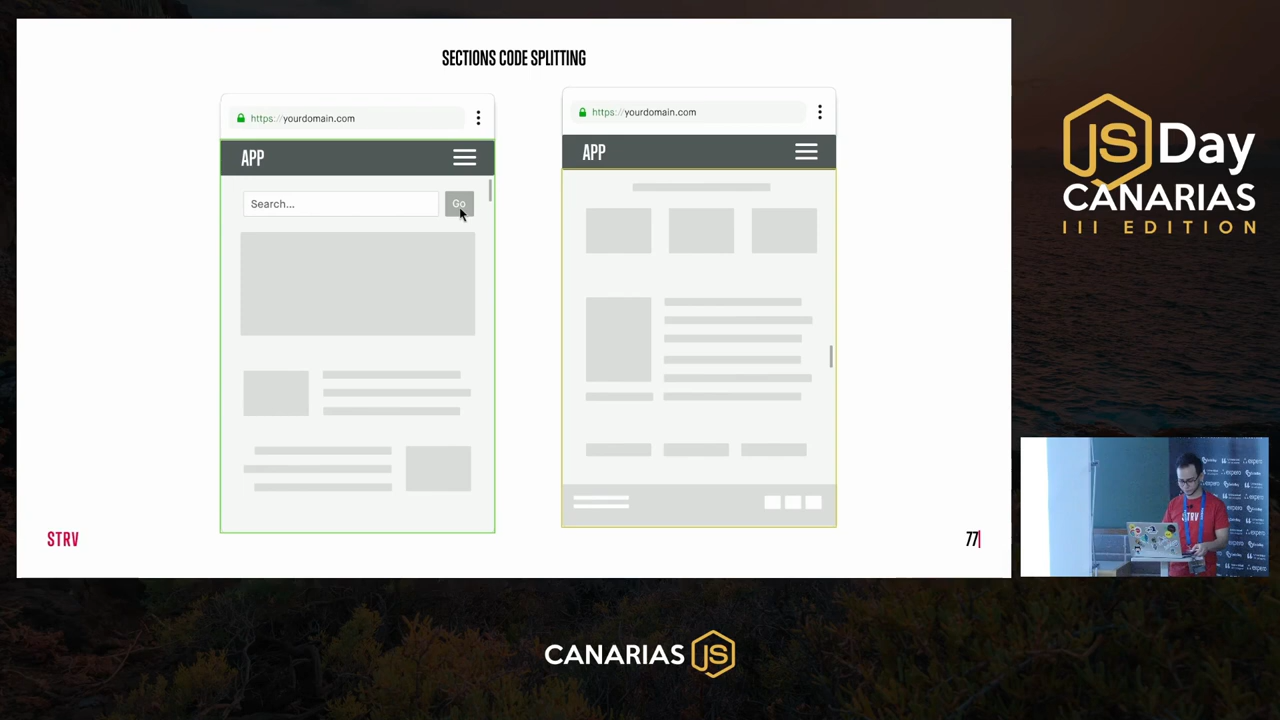 SECTIONS CODE SPLITTING
https://yourdomain.com
APP
Search...
Go
https://yourdomain.com
APP
STRV
77
JS Day
CANARIAS
III EDITION
STRV
CANARIAS JS